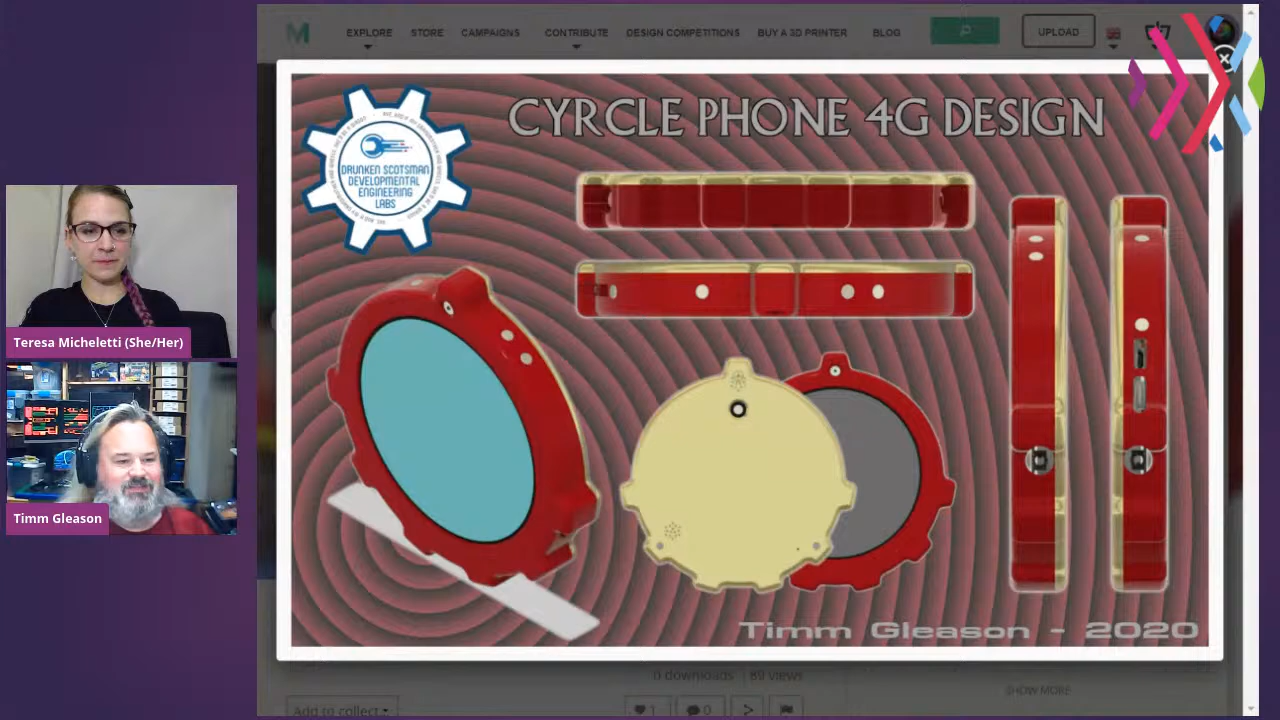 M EXPLORE STORE CAMPAIGNS CONTRIBUTE DESIGN COMPETITIONS BUY A 3D PRINTER BLOG UPLOAD
CYRCLE PHONE 4G DESIGN
DRUNKEN SCOTSMAN
DEVELOPMENTAL
ENGINEERING
LABS
Teresa Micheletti (She/Her)
Timm Gleason
Timm Gleason - 2020
0 downloads 89 views
SHOW MORE
Add to collect
1
0